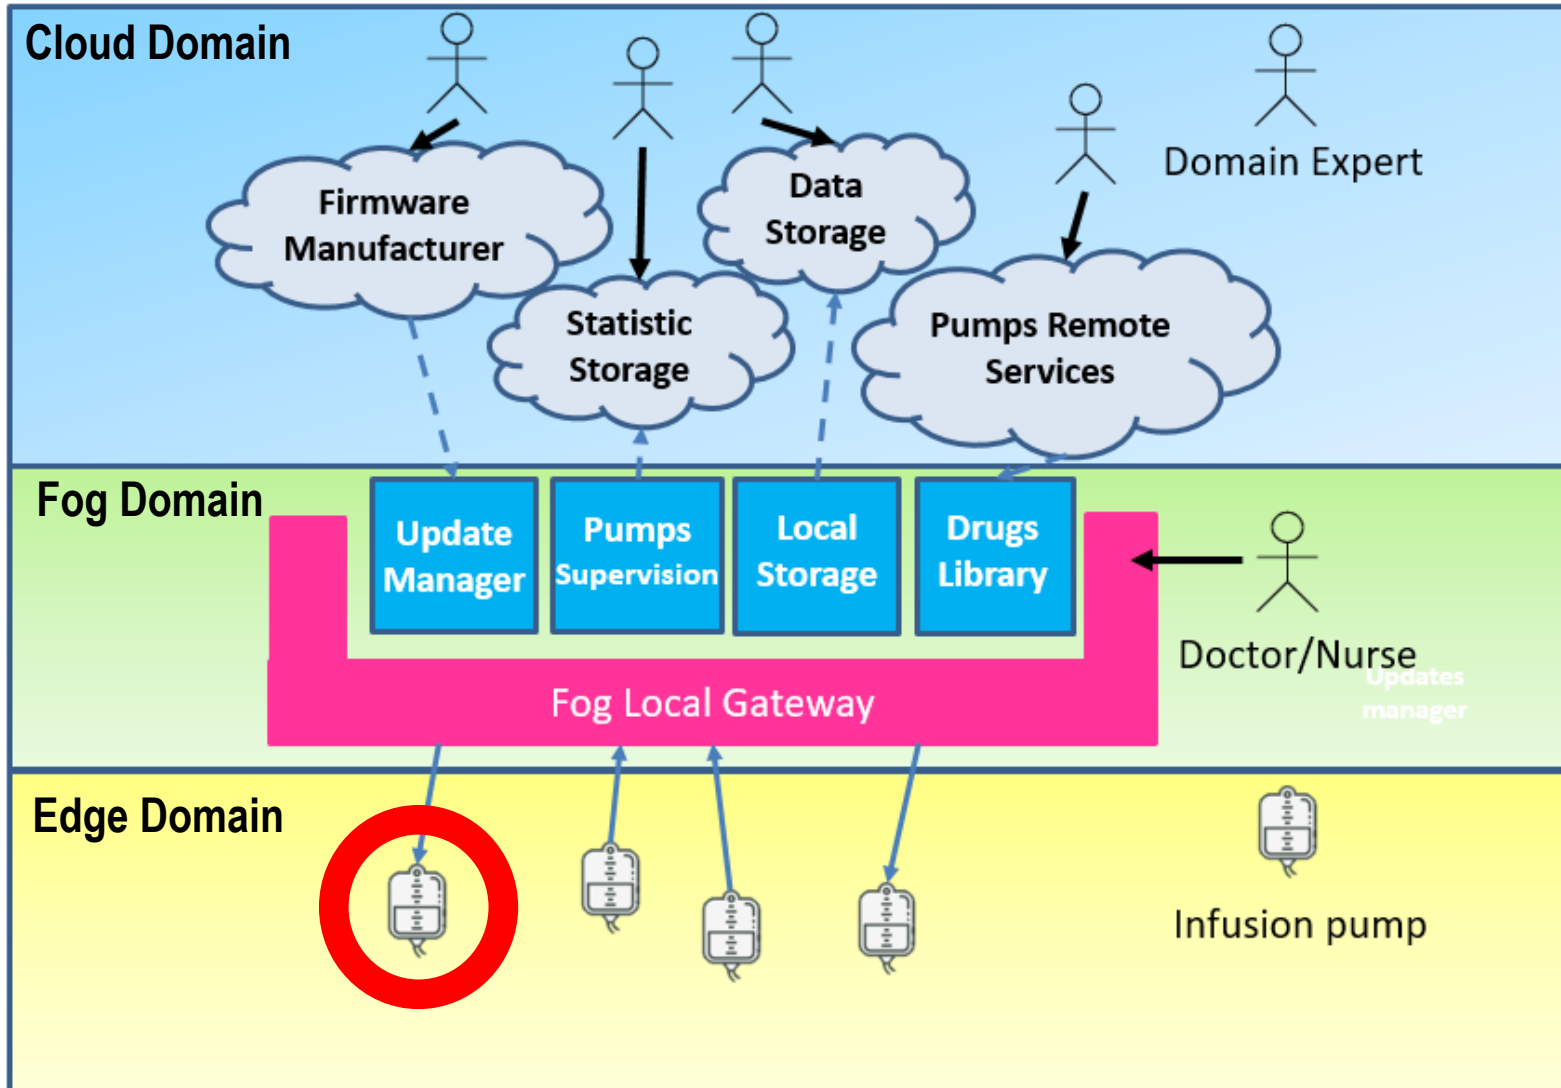 Cloud Domain
Firmware
Manufacturer
Statistic
Storage
Data
Storage
Pumps Remote
Services
Domain Expert
Fog Domain
Update
Manager
Pumps
Supervision
Local
Storage
Drugs
Library
Doctor/Nurse
Updates
manager
Fog Local Gateway
Edge Domain
Infusion pump